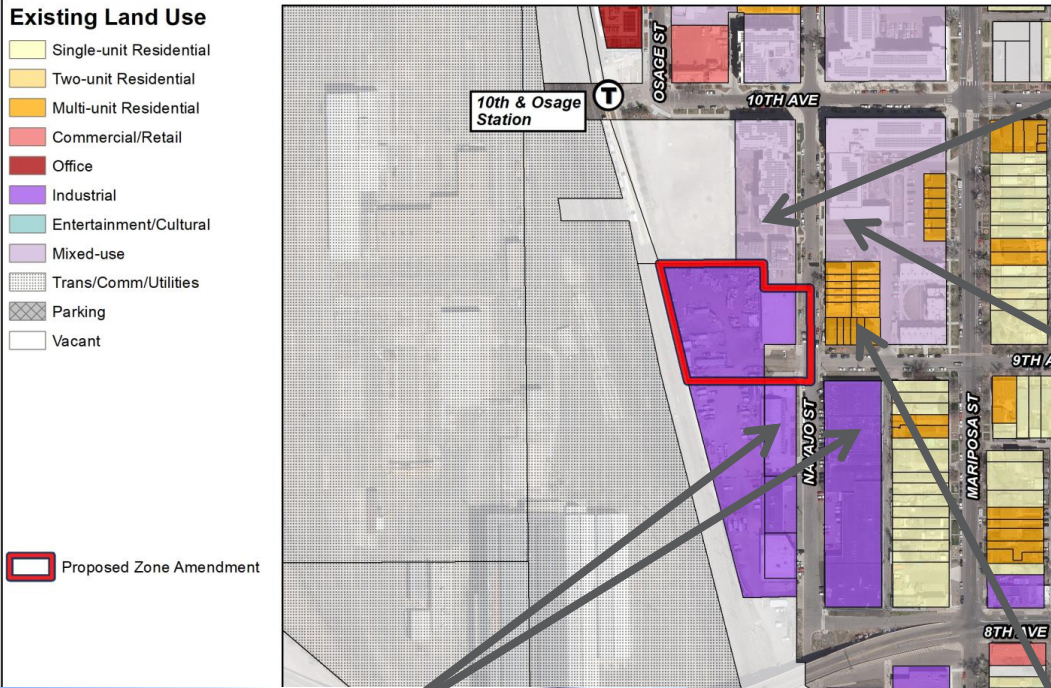 Existing Land Use
Single-unit Residential
Two-unit Residential
Multi-unit Residential
Commercial/Retail
Office
Industrial
Entertainment/Cultural
Mixed-use
Trans/Comm/Utilities
Parking
Vacant
Proposed Zone Amendment
OSAGE ST
10th & Osage
Station
T
10TH AVE
9TH A
NAVAJO ST
MARIPOSA ST
8TH AVE